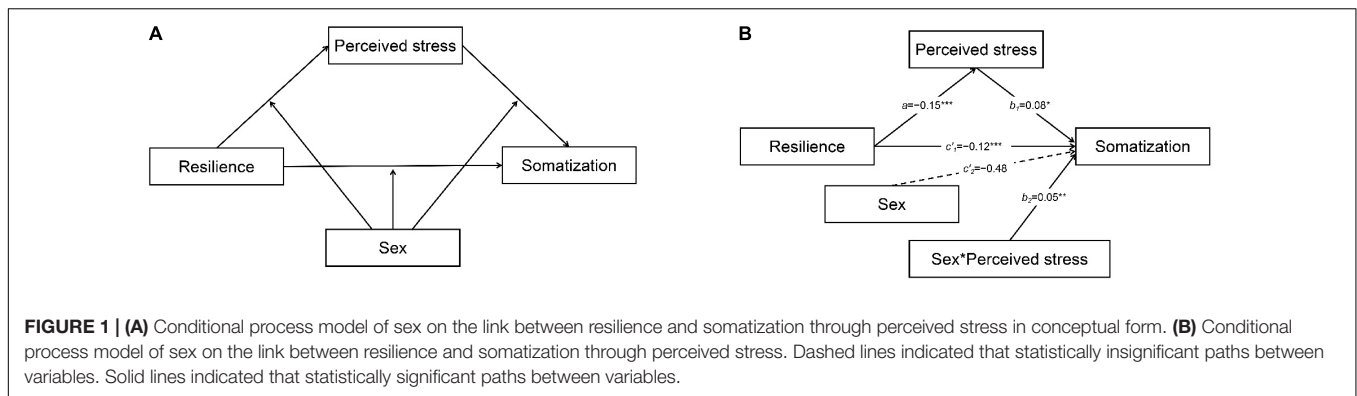 A
Perceived stress
Resilience
Somatization
Sex
B
Perceived stress
a=−0.15***
b1=0.08*
Resilience
c'1=−0.12***
Somatization
c'2=−0.48
Sex
b2=0.05**
Sex*Perceived stress
FIGURE 1 | (A) Conditional process model of sex on the link between resilience and somatization through perceived stress in conceptual form. (B) Conditional
process model of sex on the link between resilience and somatization through perceived stress. Dashed lines indicated that statistically insignificant paths between
variables. Solid lines indicated that statistically significant paths between variables.